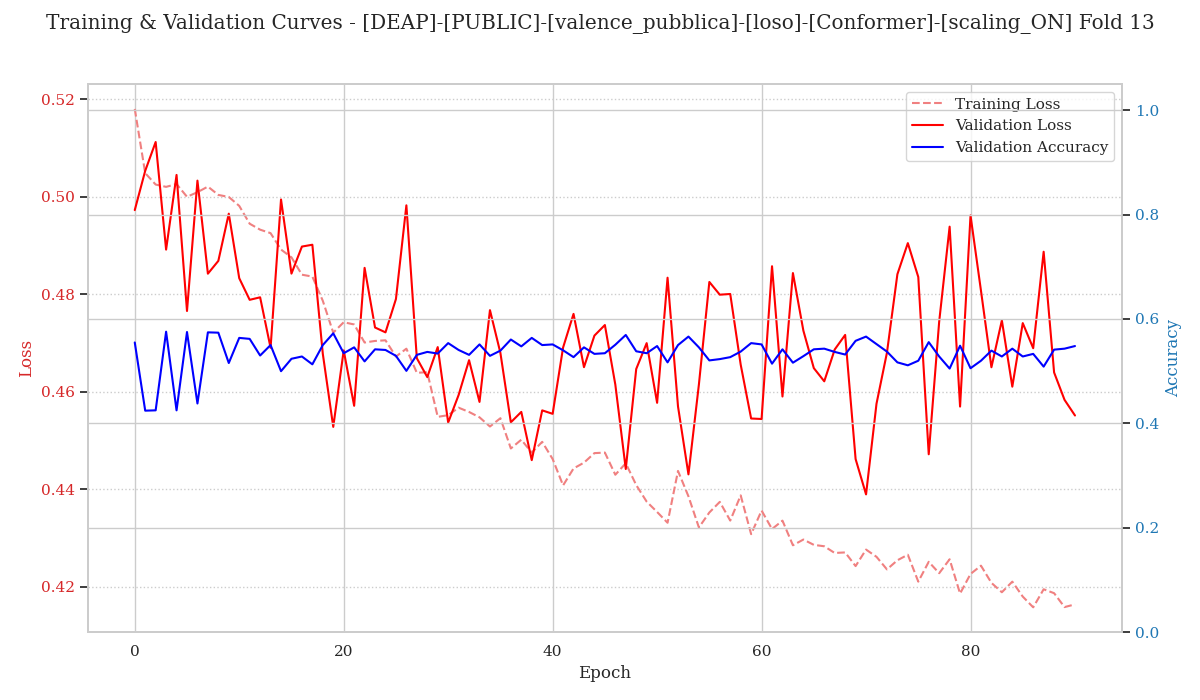 Training & Validation Curves - [DEAP]-[PUBLIC]-[valence_pubblica]-[loso]-[Conformer]-[scaling_ON] Fold 13
Training Loss
Validation Loss
Validation Accuracy
Loss
0.52
0.50
0.48
0.46
0.44
0.42
1.0
0.8
0.6
0.4
0.2
0.0
Accuracy
0
20
40
60
80
Epoch